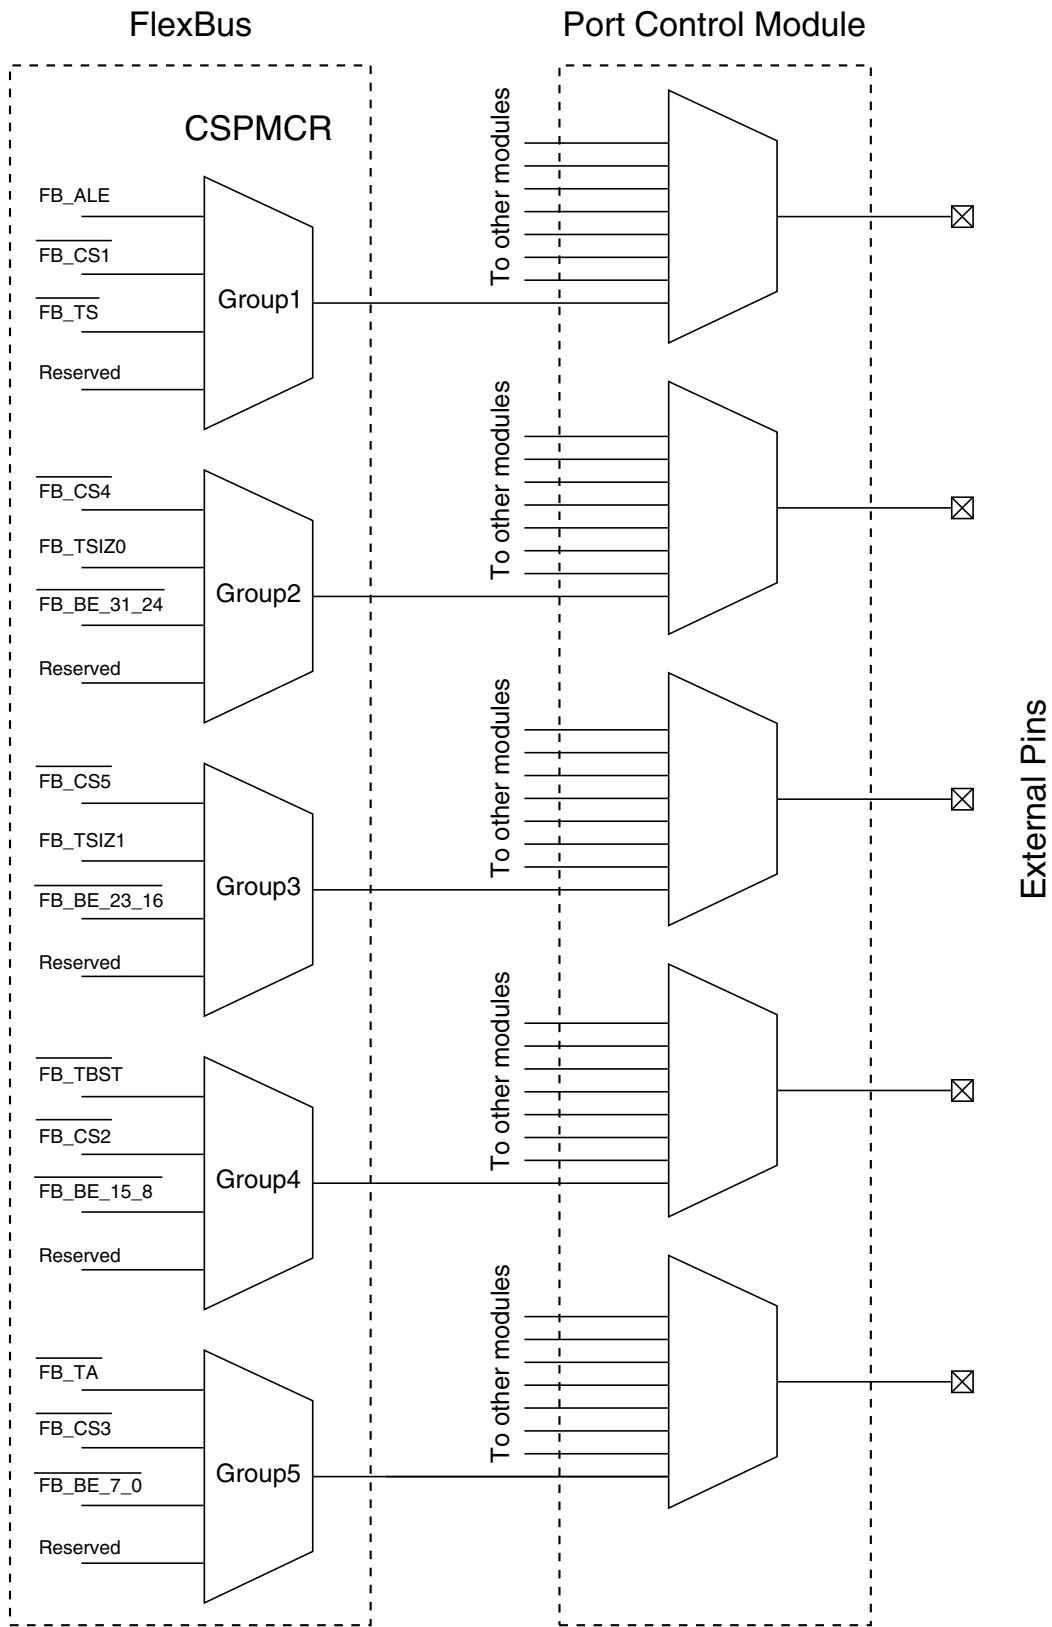 FlexBus
Port Control Module
CSPMCR
FB_ALE
FB_CS1
FB_TS
Reserved
Group1
To other modules
FB_CS4
FB_TSIZ0
FB_BE_31_24
Reserved
Group2
To other modules
FB_CS5
FB_TSIZ1
FB_BE_23_16
Reserved
Group3
To other modules
FB_TBST
FB_CS2
FB_BE_15_8
Reserved
Group4
To other modules
FB_TA
FB_CS3
FB_BE_7_0
Reserved
Group5
To other modules
External Pins